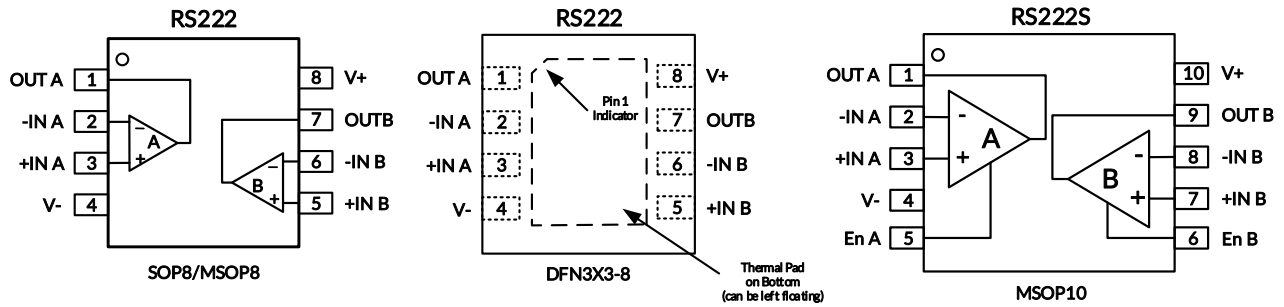 RS222
OUT A 1
-IN A 2
+IN A 3
V- 4
8 V+
7 OUTB
6 -IN B
5 +IN B
- A +
- B +
SOP8/MSOP8
RS222
OUT A 1
-IN A 2
+IN A 3
V- 4
8 V+
7 OUTB
6 -IN B
5 +IN B
Pin 1
Indicator
DFN3X3-8
Thermal Pad
on Bottom
(can be left floating)
RS222S
OUT A 1
-IN A 2
+IN A 3
V- 4
En A 5
10 V+
9 OUT B
8 -IN B
7 +IN B
6 En B
- A +
- B +
MSOP10